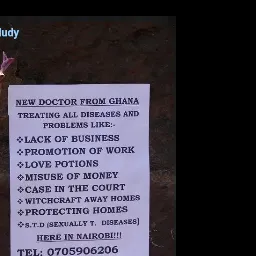 NEW DOCTOR FROM GHANA
TREATING ALL DISEASES AND
PROBLEMS LIKE:-
❖LACK OF BUSINESS
❖PROMOTION OF WORK
❖LOVE POTIONS
❖MISUSE OF MONEY
❖CASE IN THE COURT
❖WITCHCRAFT AWAY HOMES
❖PROTECTING HOMES
❖S.T.D (SEXUALLY T. DISEASES]
HERE IN NAIROBI!!!
TEL: 0705906206